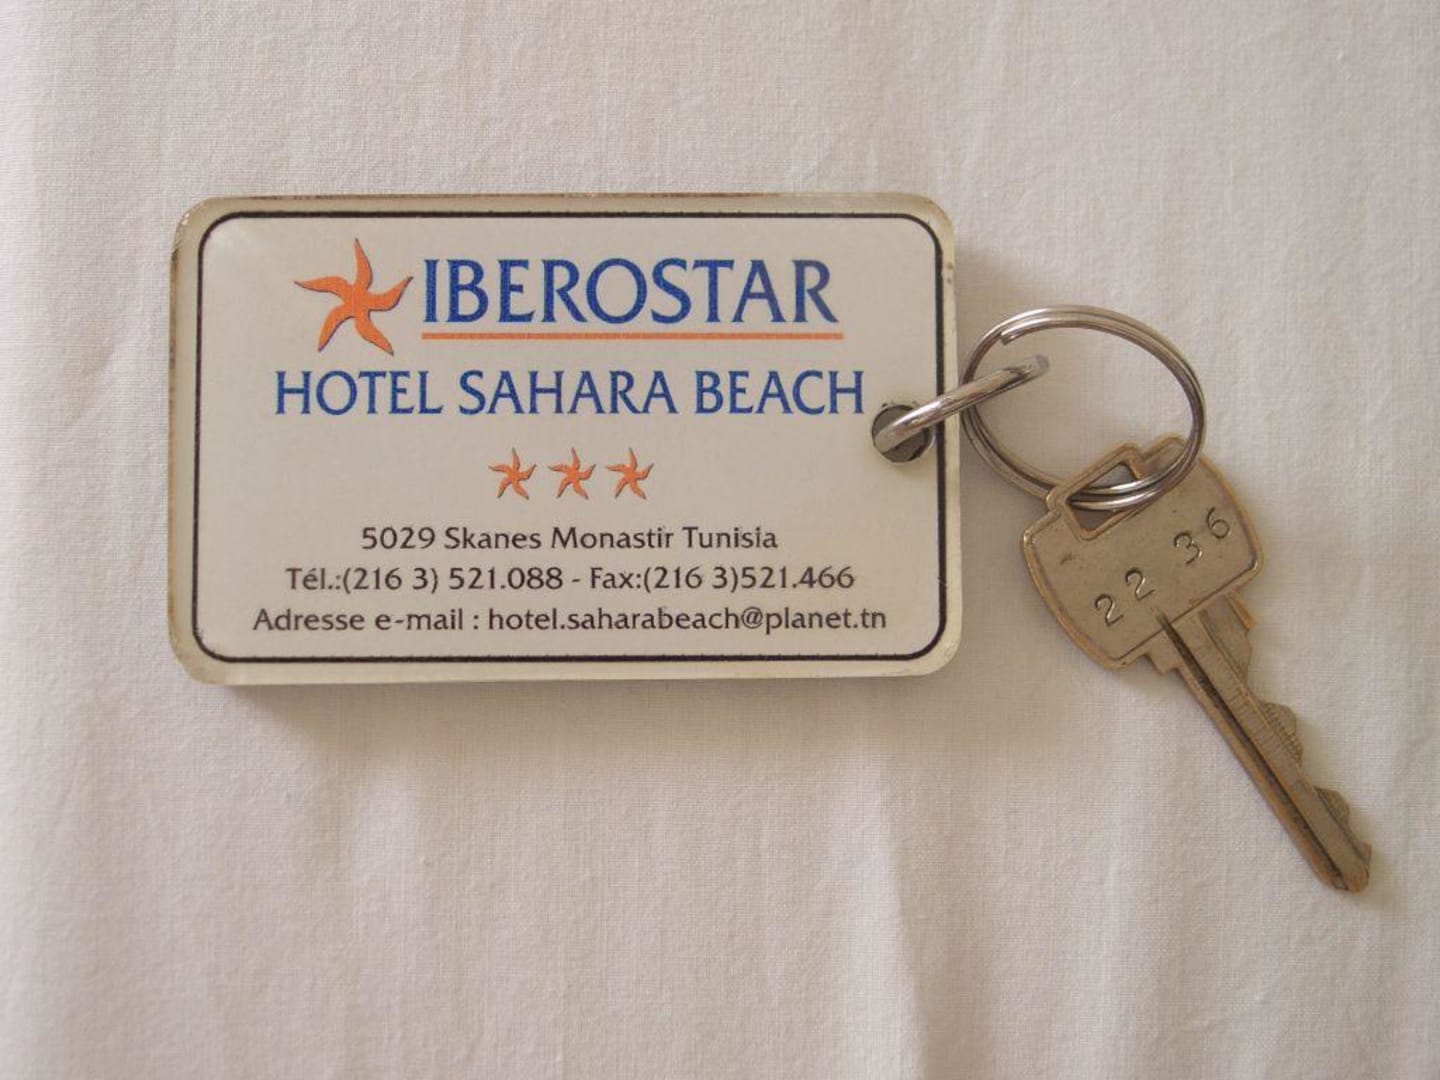 IBEROSTAR
HOTEL SAHARA BEACH
5029 Skanes Monastir Tunisia
Tél.:(216 3) 521.088 - Fax:(216 3)521.466
Adresse e-mail : hotel.saharabeach@planet.tn
22 36